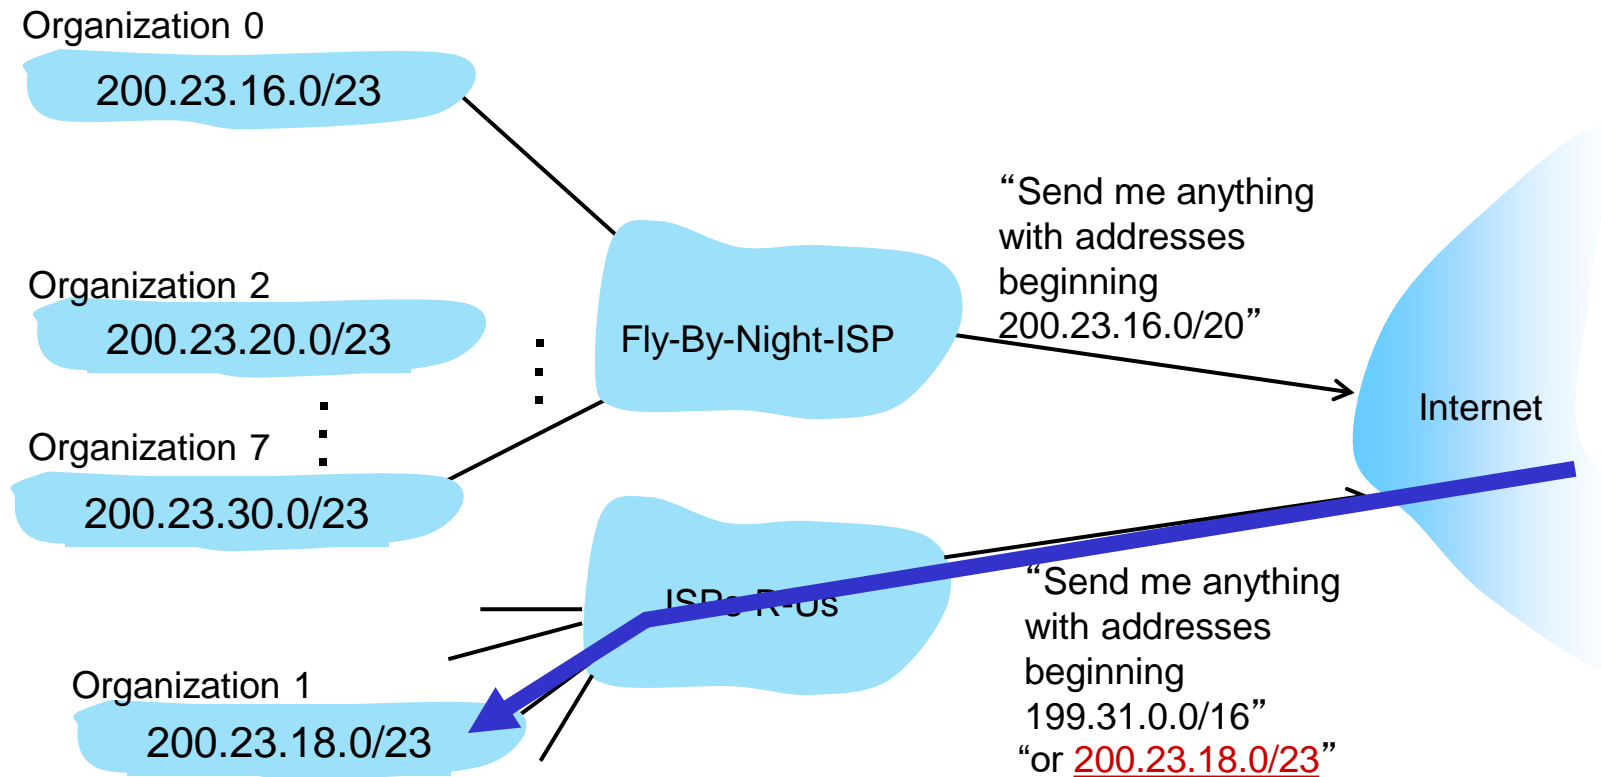 Organization 0
200.23.16.0/23
Organization 2
200.23.20.0/23
Organization 7
200.23.30.0/23
Fly-By-Night-ISP
“Send me anything
with addresses
beginning
200.23.16.0/20”
Internet
ISPs-R-Us
“Send me anything
with addresses
beginning
199.31.0.0/16”
“or 200.23.18.0/23”
Organization 1
200.23.18.0/23